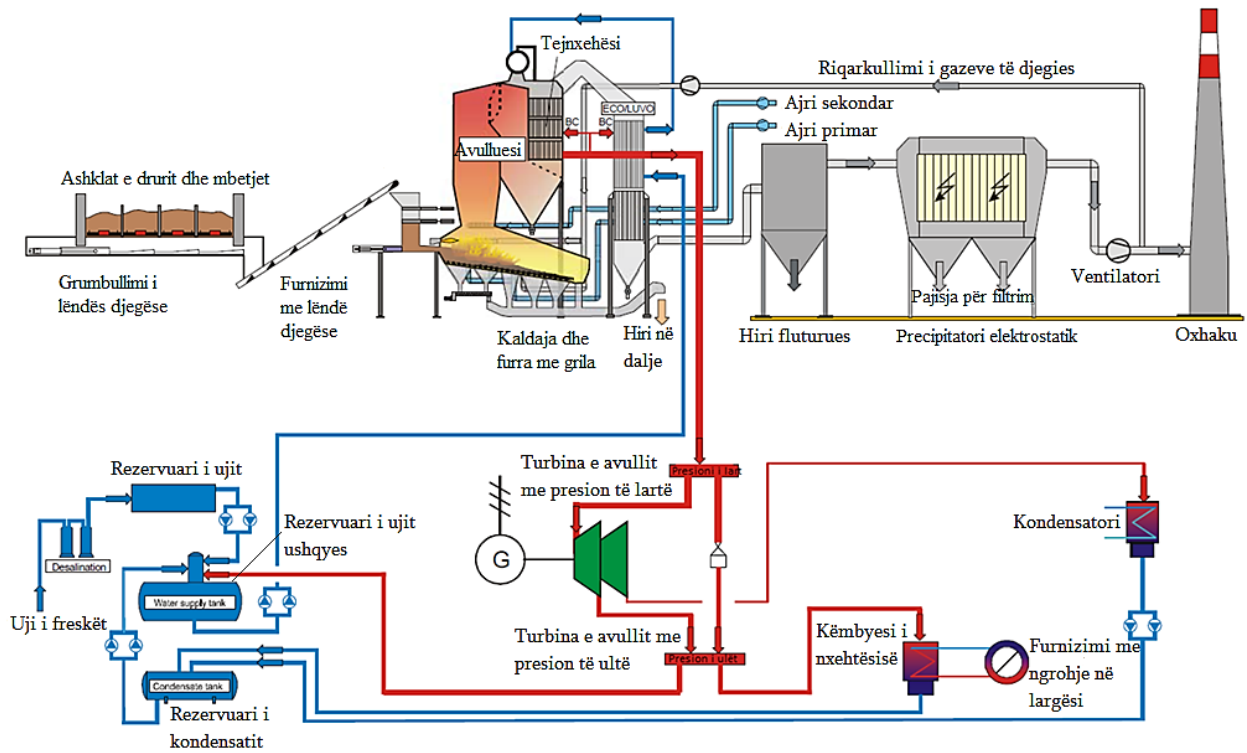 Tejnxehësi
Riqarkullimi i gazeve të djegies
ECO/LUVO
Ajri sekondar
BC
BC
Ajri primar
Avulluesi
Ashklat e drurit dhe mbetjet
Grumbullimi i
lëndës djegëse
Furnizimi
me lëndë
djegëse
Kaldaja dhe
furra me grila
Hiri në
dalje
Hiri fluturues
Pajisja për filtrim
Precipitatori elektrostatik
Ventilatori
Oxhaku
Rezervuari i ujit
Turbina e avullit
me presion të lartë
Presioni i lart
Rezervuari i ujit
ushqyes
Kondensatori
G
Desalination
Water supply tank
Uji i freskët
Turbina e avullit me
presion të ultë
Presion i ulët
Këmbyesi i
nxehtësisë
Furnizimi me
ngrohje në
largësi
Condensate tank
Rezervuari i
kondensatit